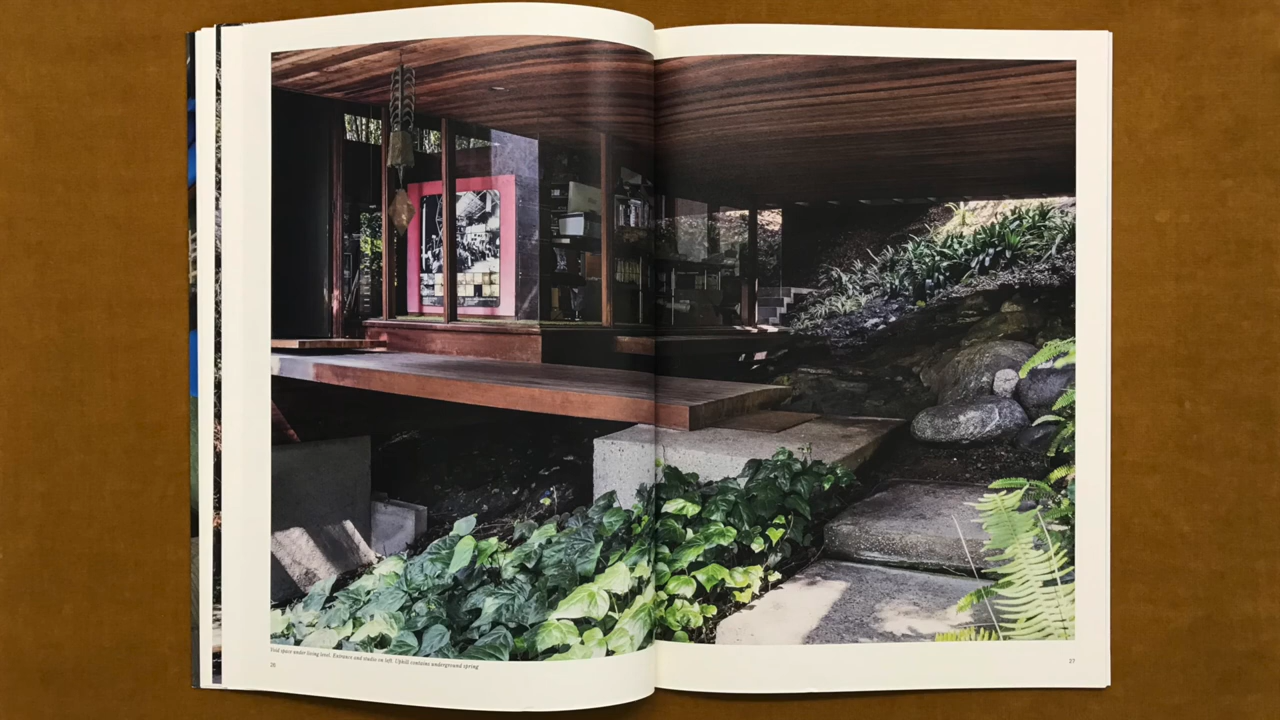 Void space under living level. Entrance and studio on left. Uphill contains underground spring
26
27